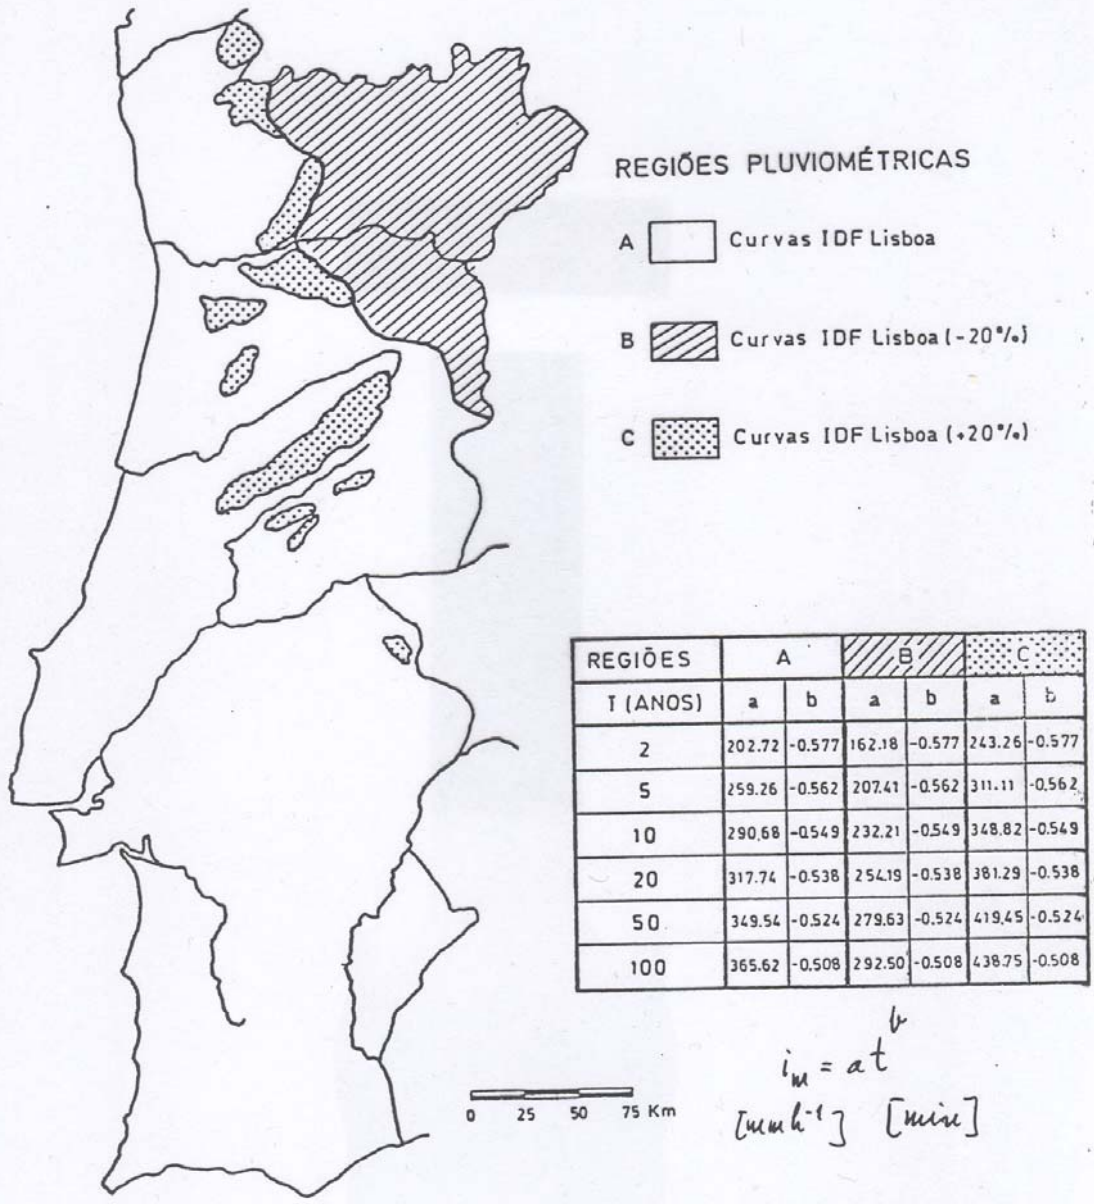 REGIÕES PLUVIOMÉTRICAS
A Curvas IDF Lisboa
B Curvas IDF Lisboa (-20%)
C Curvas IDF Lisboa (+20%)
REGIÕES A B C
T (ANOS) a b a b a b
2 202.72 -0.577 162.18 -0.577 243.26 -0.577
5 259.26 -0.562 207.41 -0.562 311.11 -0.562
10 290.68 -0.549 232.21 -0.549 348.82 -0.549
20 317.74 -0.538 254.19 -0.538 381.29 -0.538
50 349.54 -0.524 279.63 -0.524 419.45 -0.524
100 365.62 -0.508 292.50 -0.508 438.75 -0.508
i_m = a t^b
[mm h^-1] [min]
0 25 50 75 Km